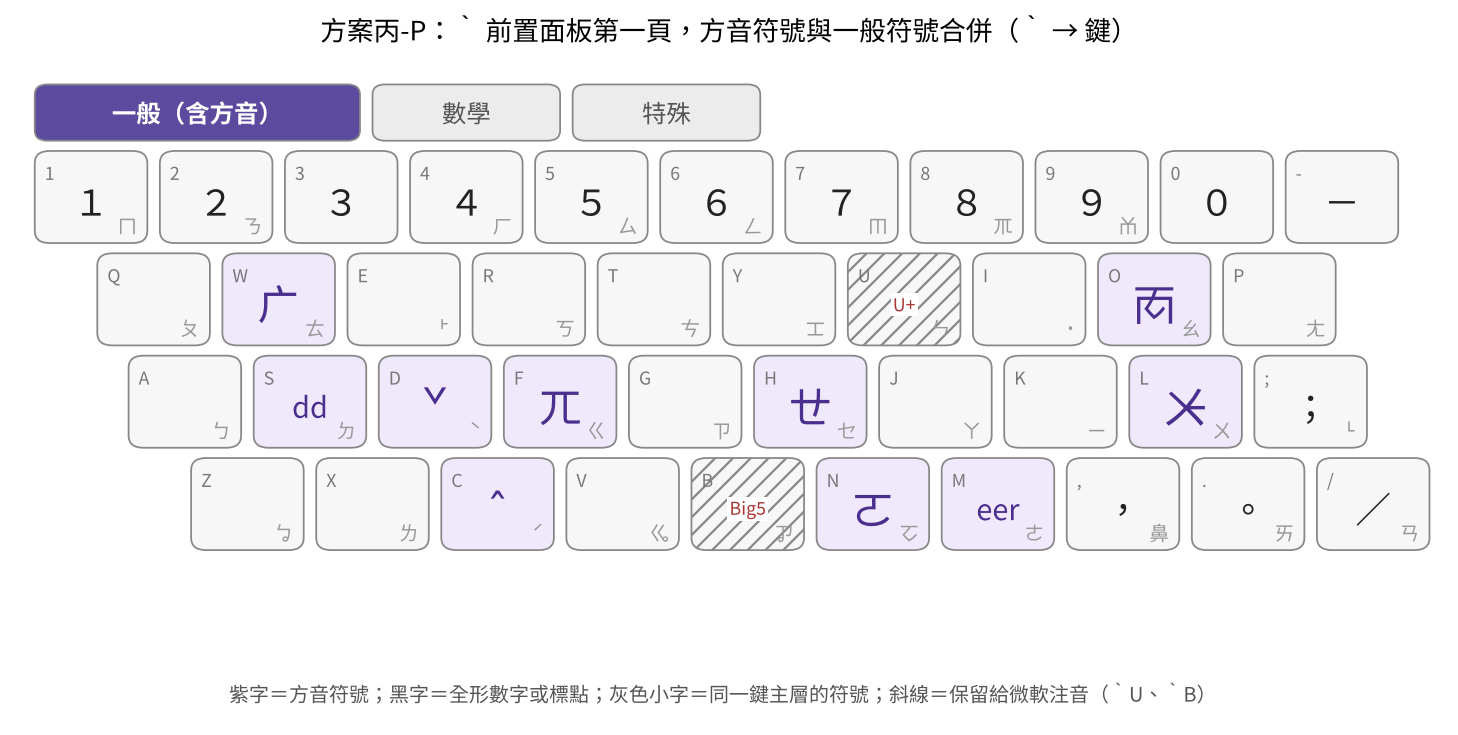 方案丙-P：｀前置面板第一頁，方音符號與一般符號合併（｀→ 鍵）
一般（含方音） 數學 特殊
1 １ ㄇ 2 ２ ㄋ 3 ３ 4 ４ ㄏ 5 ５ ㄙ 6 ６ ㄥ 7 ７ 8 ８ 9 ９ 0 ０ - －
Q ㄆ W 广 ㄊ E R ㄎ T ㄘ Y ㄤ U U+ ㄣ I · O ㄠ P ㄤ
A ㄅ S dd ㄉ D ˇ ˋ F ㄫ ㄍ G ㄗ H せ ㄝ J ㄚ K ㄧ L ㄨ ; ；
Z ㆠ X ㄌ C ˆ ˊ V ㆣ B Big5 ㆡ N ㄛ M eer ㄜ , ， 鼻 . 。 ㄞ / ／ ㄢ
紫字＝方音符號；黑字＝全形數字或標點；灰色小字＝同一鍵主層的符號；斜線＝保留給微軟注音（｀U、｀B）